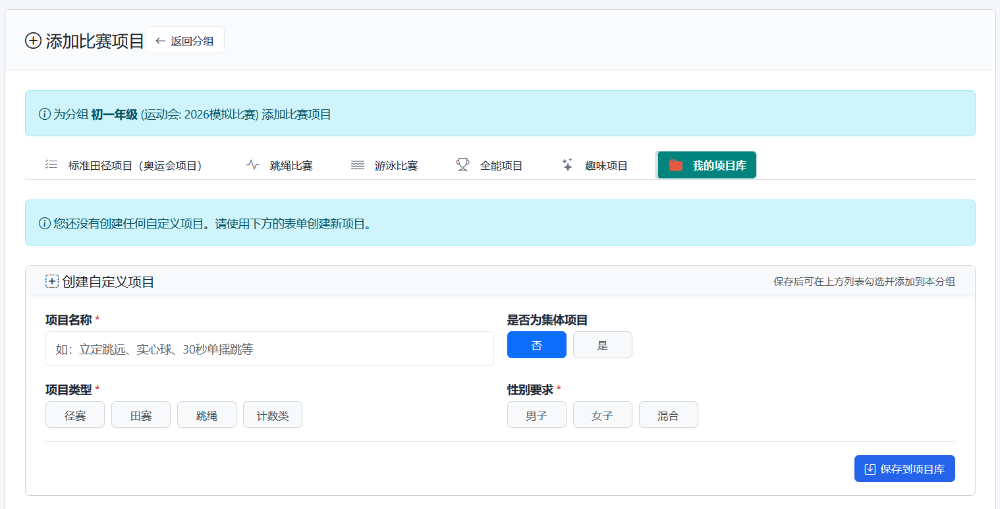 添加比赛项目 ← 返回分组
为分组 初一年级 (运动会: 2026模拟比赛) 添加比赛项目
标准田径项目（奥运会项目） 跳绳比赛 游泳比赛 全能项目 趣味项目 我的项目库
您还没有创建任何自定义项目。请使用下方的表单创建新项目。
创建自定义项目 保存后可在上方列表勾选并添加到本分组
项目名称 * 是否为集体项目
如：立定跳远、实心球、30秒单摇跳等 否 是
项目类型 * 性别要求 *
径赛 田赛 跳绳 计数类 男子 女子 混合
保存到项目库